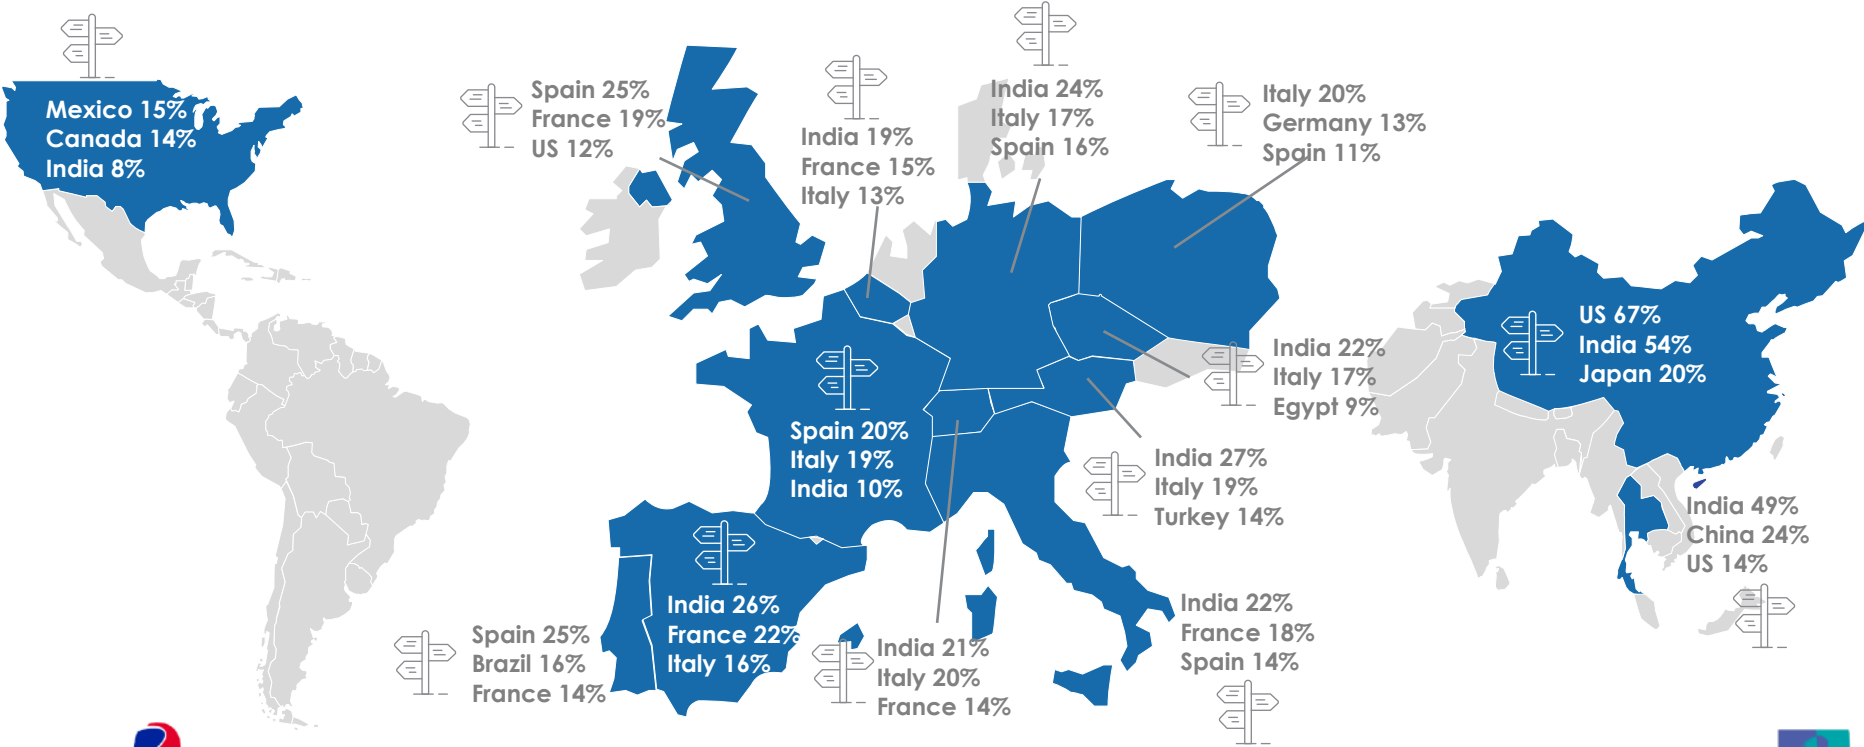 Mexico 15%
Canada 14%
India 8%
Spain 25%
France 19%
US 12%
India 19%
France 15%
Italy 13%
India 24%
Italy 17%
Spain 16%
Italy 20%
Germany 13%
Spain 11%
US 67%
India 54%
Japan 20%
India 22%
Italy 17%
Egypt 9%
Spain 20%
Italy 19%
India 10%
India 27%
Italy 19%
Turkey 14%
India 49%
China 24%
US 14%
India 26%
France 22%
Italy 16%
Spain 25%
Brazil 16%
France 14%
India 21%
Italy 20%
France 14%
India 22%
France 18%
Spain 14%